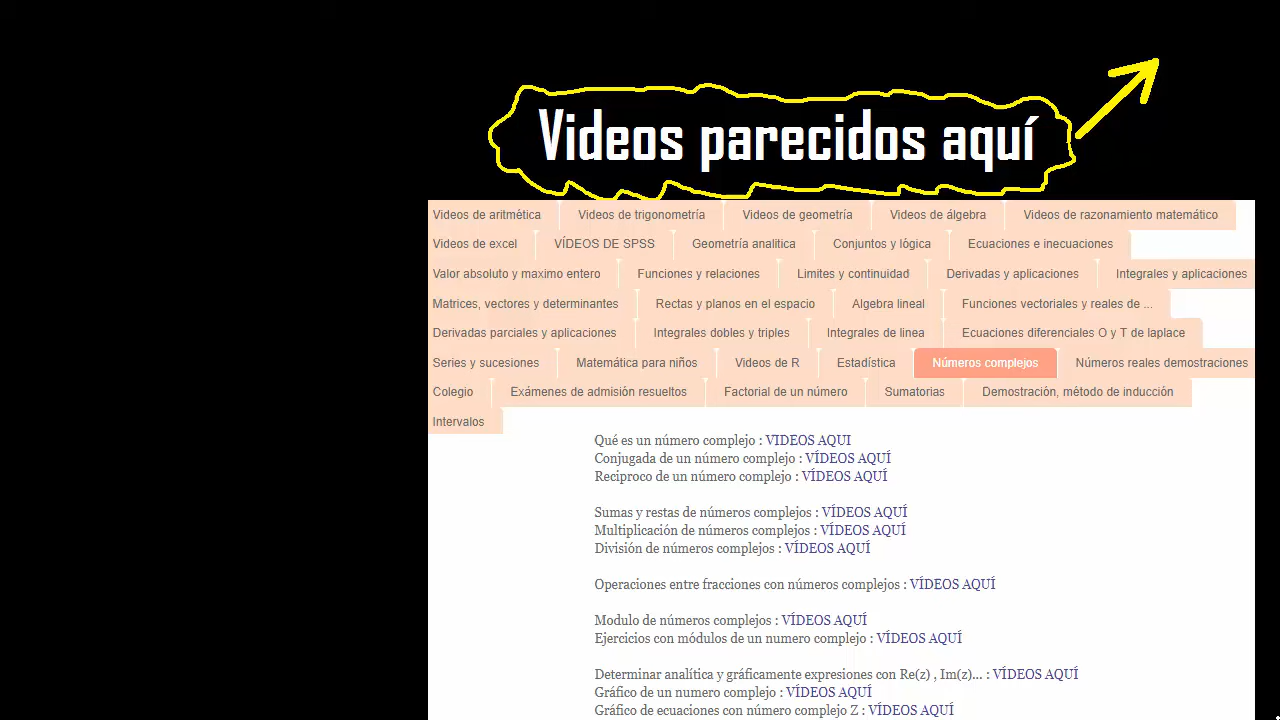 Videos parecidos aquí
Videos de aritmética Videos de trigonometría Videos de geometría Videos de álgebra Videos de razonamiento matemático
Videos de excel VÍDEOS DE SPSS Geometría analitica Conjuntos y lógica Ecuaciones e inecuaciones
Valor absoluto y maximo entero Funciones y relaciones Limites y continuidad Derivadas y aplicaciones Integrales y aplicaciones
Matrices, vectores y determinantes Rectas y planos en el espacio Algebra lineal Funciones vectoriales y reales de ...
Derivadas parciales y aplicaciones Integrales dobles y triples Integrales de linea Ecuaciones diferenciales O y T de laplace
Series y sucesiones Matemática para niños Videos de R Estadística Números complejos Números reales demostraciones
Colegio Exámenes de admisión resueltos Factorial de un número Sumatorias Demostración, método de inducción
Intervalos
Qué es un número complejo : VIDEOS AQUI
Conjugada de un número complejo : VÍDEOS AQUÍ
Reciproco de un número complejo : VÍDEOS AQUÍ
Sumas y restas de números complejos : VÍDEOS AQUÍ
Multiplicación de números complejos : VÍDEOS AQUÍ
División de números complejos : VÍDEOS AQUÍ
Operaciones entre fracciones con números complejos : VÍDEOS AQUÍ
Modulo de números complejos : VÍDEOS AQUÍ
Ejercicios con módulos de un numero complejo : VÍDEOS AQUÍ
Determinar analítica y gráficamente expresiones con Re(z) , Im(z)... : VÍDEOS AQUÍ
Gráfico de un numero complejo : VÍDEOS AQUÍ
Gráfico de ecuaciones con número complejo Z : VÍDEOS AQUÍ